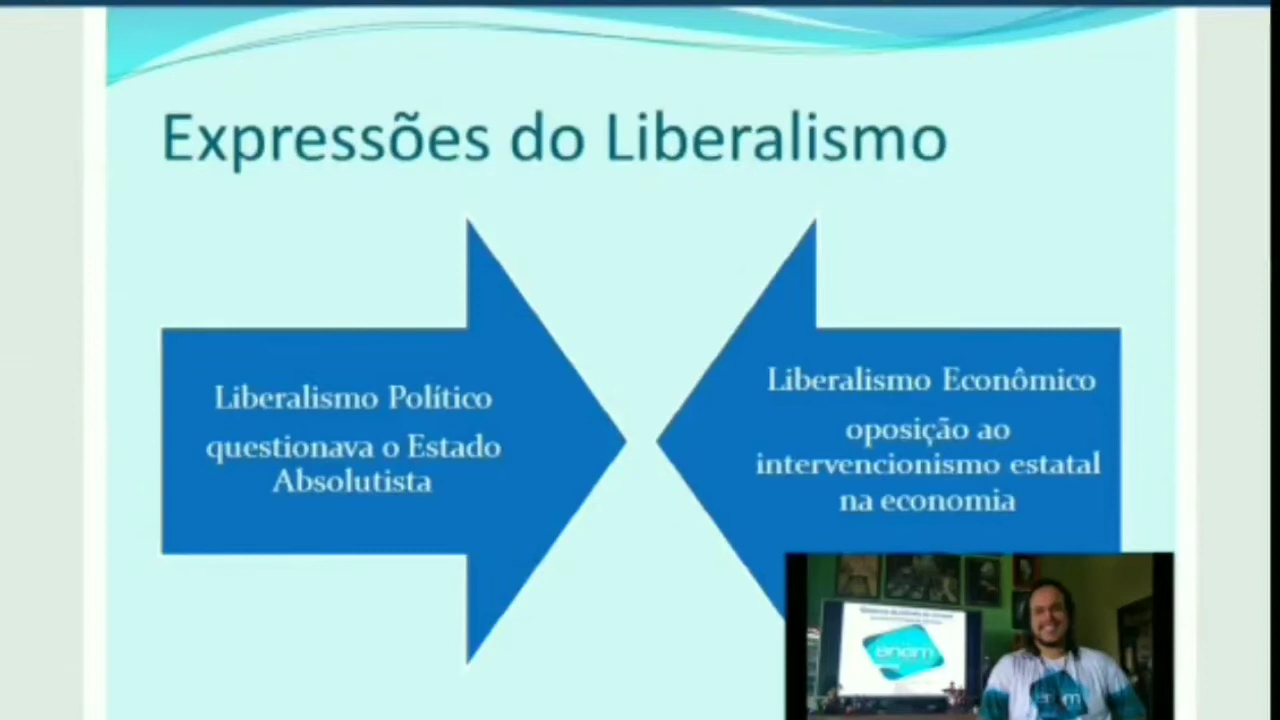 Expressões do Liberalismo
Liberalismo Político
questionava o Estado
Absolutista
Liberalismo Econômico
oposição ao
intervencionismo estatal
na economia